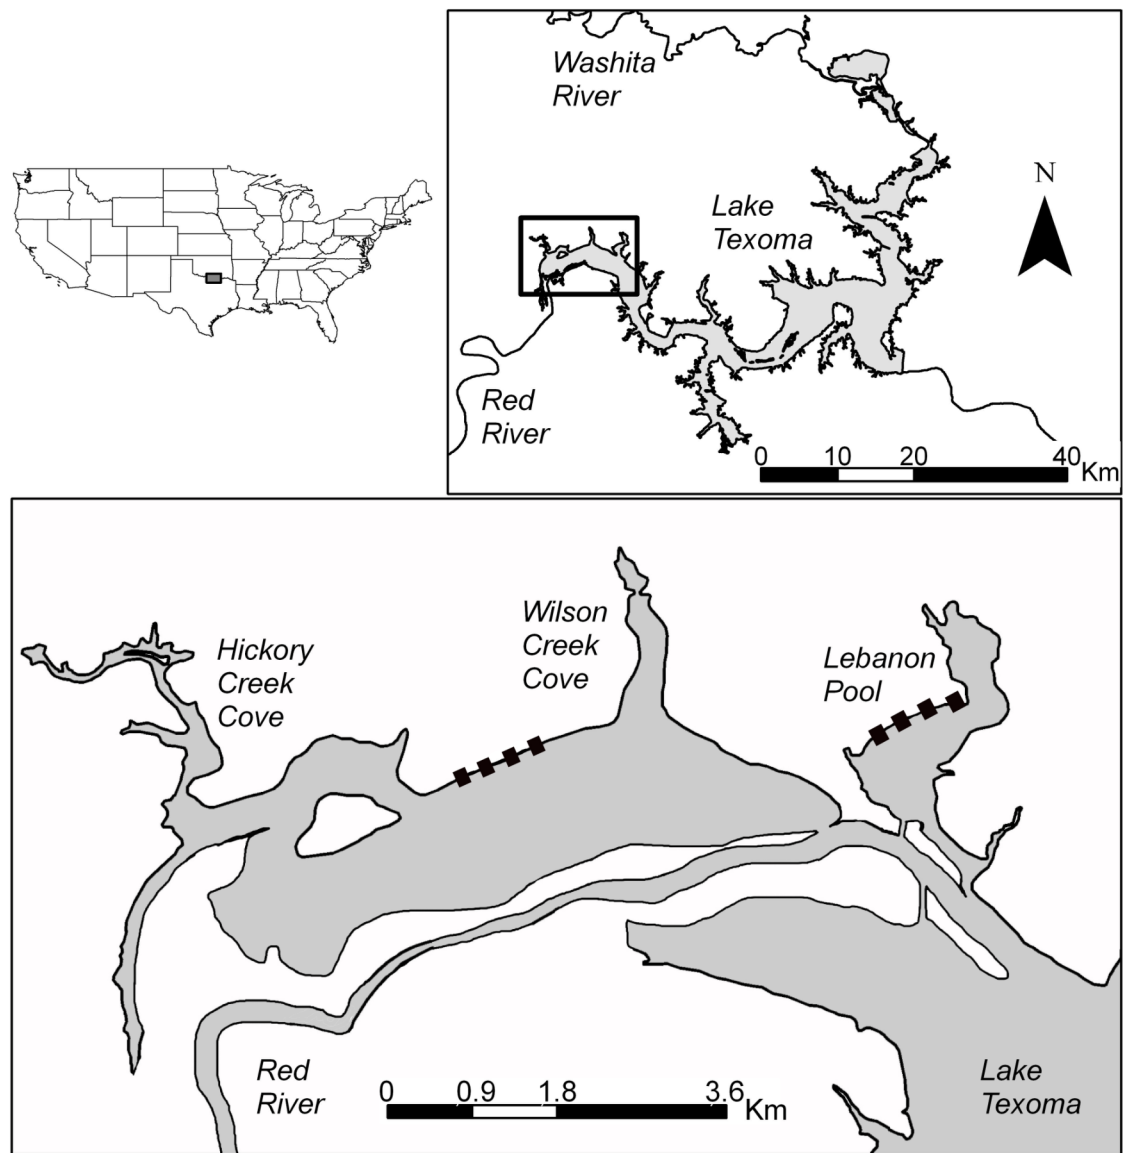 Washita
River
N
Lake
Texoma
Red
River
0 10 20 40 Km
Wilson
Creek
Cove
Hickory
Creek
Cove
Lebanon
Pool
Red
River
0 0.9 1.8 3.6 Km
Lake
Texoma